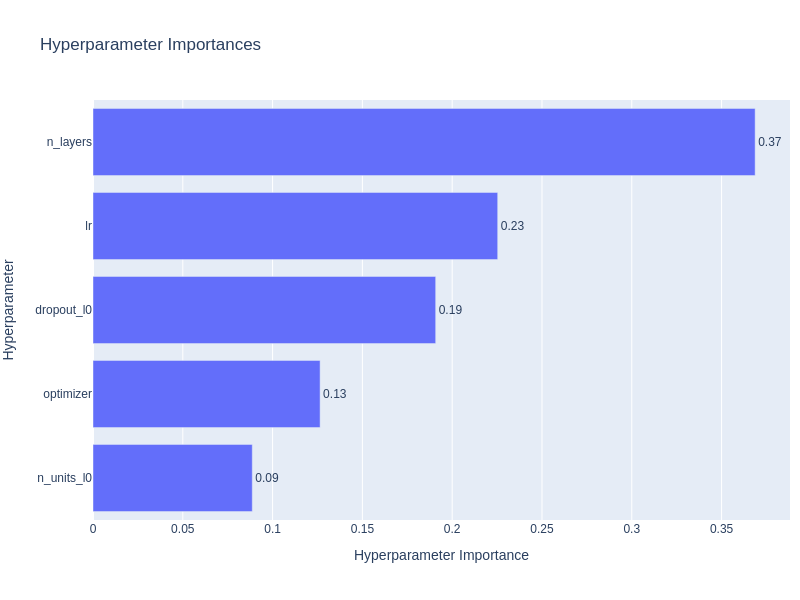 Hyperparameter Importances
n_layers
0.37
lr
0.23
dropout_l0
0.19
optimizer
0.13
n_units_l0
0.09
Hyperparameter
0
0.05
0.1
0.15
0.2
0.25
0.3
0.35
Hyperparameter Importance